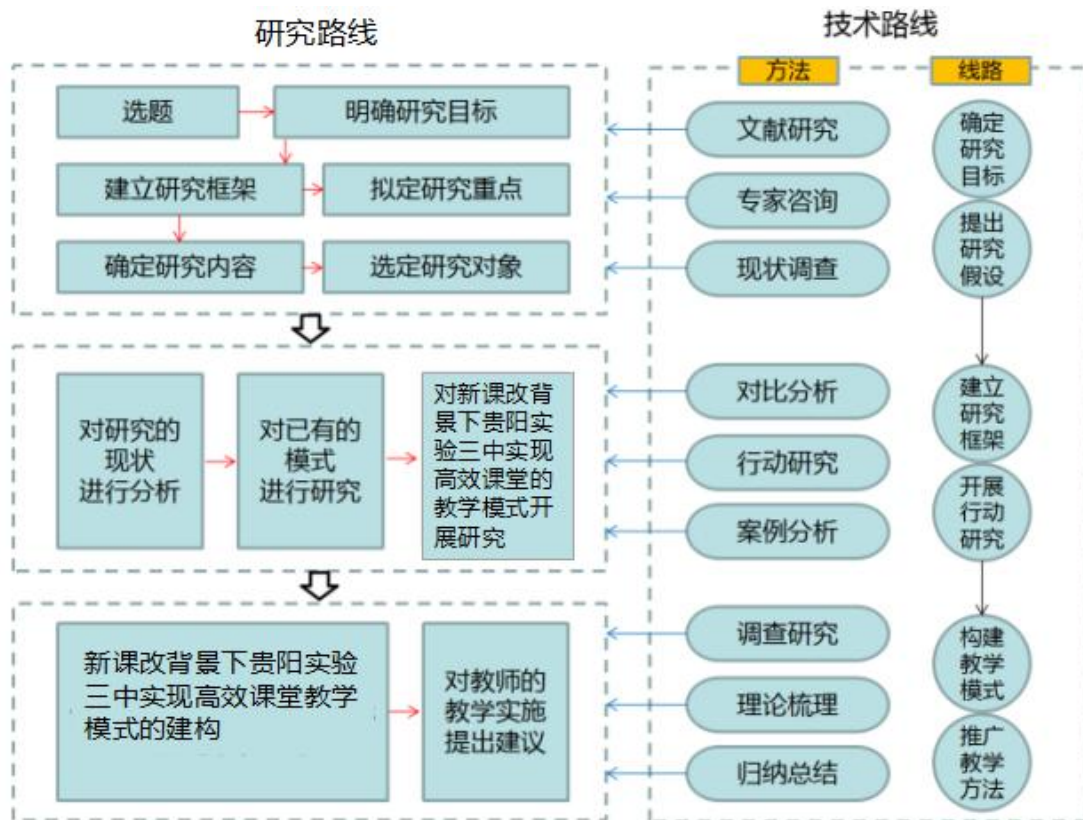 研究路线
技术路线
方法
线路
选题
明确研究目标
建立研究框架
拟定研究重点
确定研究内容
选定研究对象
文献研究
专家咨询
现状调查
确定
研究
目标
提出
研究
假设
对研究的
现状
进行分析
对已有的
模式
进行研究
对新课改背
景下贵阳实
验三中实现
高效课堂的
教学模式开
展研究
对比分析
行动研究
案例分析
建立
研究
框架
开展
行动
研究
新课改背景下贵阳实验
三中实现高效课堂教学
模式的建构
对教师的
教学实施
提出建议
调查研究
理论梳理
归纳总结
构建
教学
模式
推广
教学
方法